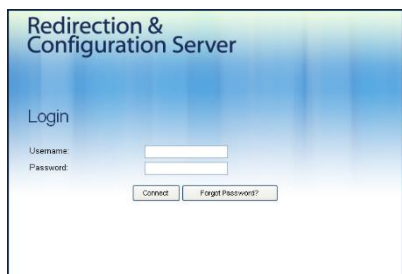 Redirection &
Configuration Server
Login
Username:
Password:
Connect Forgot Password?